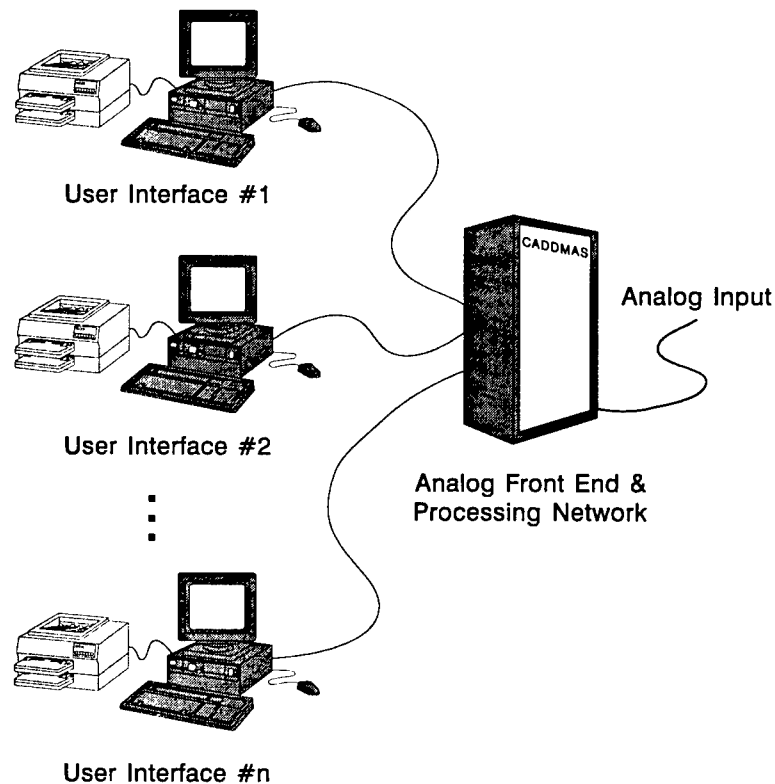 User Interface #1
CADDMAS
Analog Input
User Interface #2
Analog Front End &
Processing Network
User Interface #n